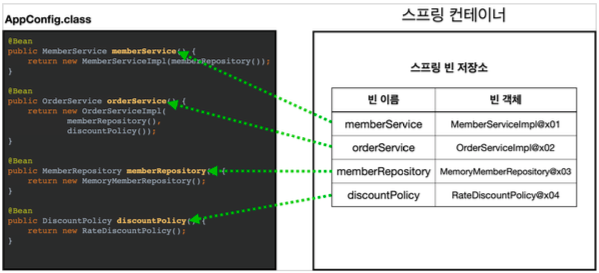 AppConfig.class
@Bean
public MemberService memberService() {
return new MemberServiceImpl(memberRepository());
}
@Bean
public OrderService orderService() {
return new OrderServiceImpl(
memberRepository(),
discountPolicy());
}
@Bean
public MemberRepository memberRepository() {
return new MemoryMemberRepository();
}
@Bean
public DiscountPolicy discountPolicy() {
return new RateDiscountPolicy();
}
스프링 컨테이너
스프링 빈 저장소
빈 이름 빈 객체
memberService MemberServiceImpl@x01
orderService OrderServiceImpl@x02
memberRepository MemoryMemberRepository@x03
discountPolicy RateDiscountPolicy@x04